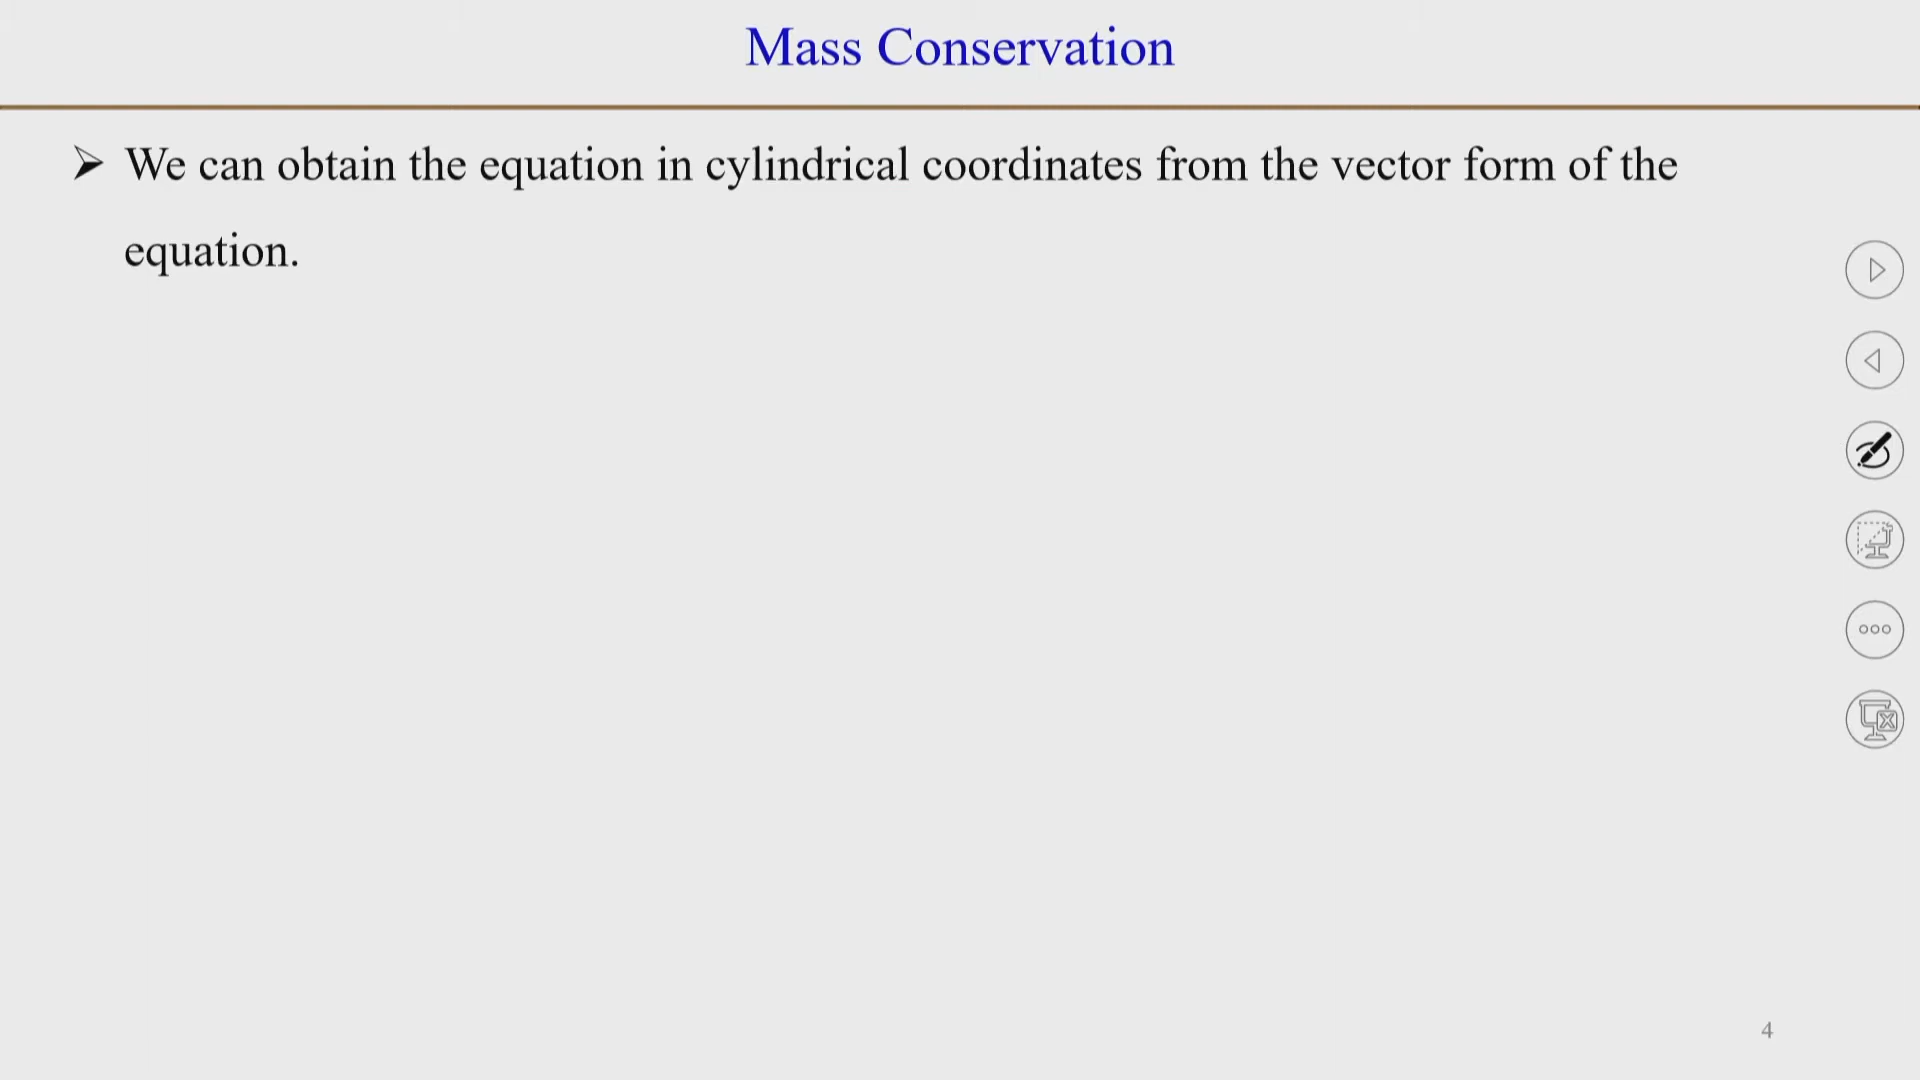 Mass Conservation
➢ We can obtain the equation in cylindrical coordinates from the vector form of the
equation.
4